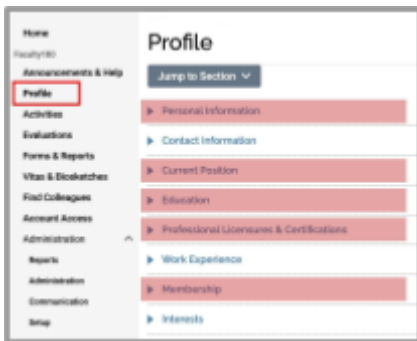 Home
Faculty180
Announcements & Help
Profile
Activities
Evaluations
Forms & Reports
Vitas & Biosketches
Find Colleagues
Account Access
Administration
Reports
Administration
Communication
Setup
Profile
Jump to Section
Personal Information
Contact Information
Current Position
Education
Professional Licensures & Certifications
Work Experience
Membership
Interests